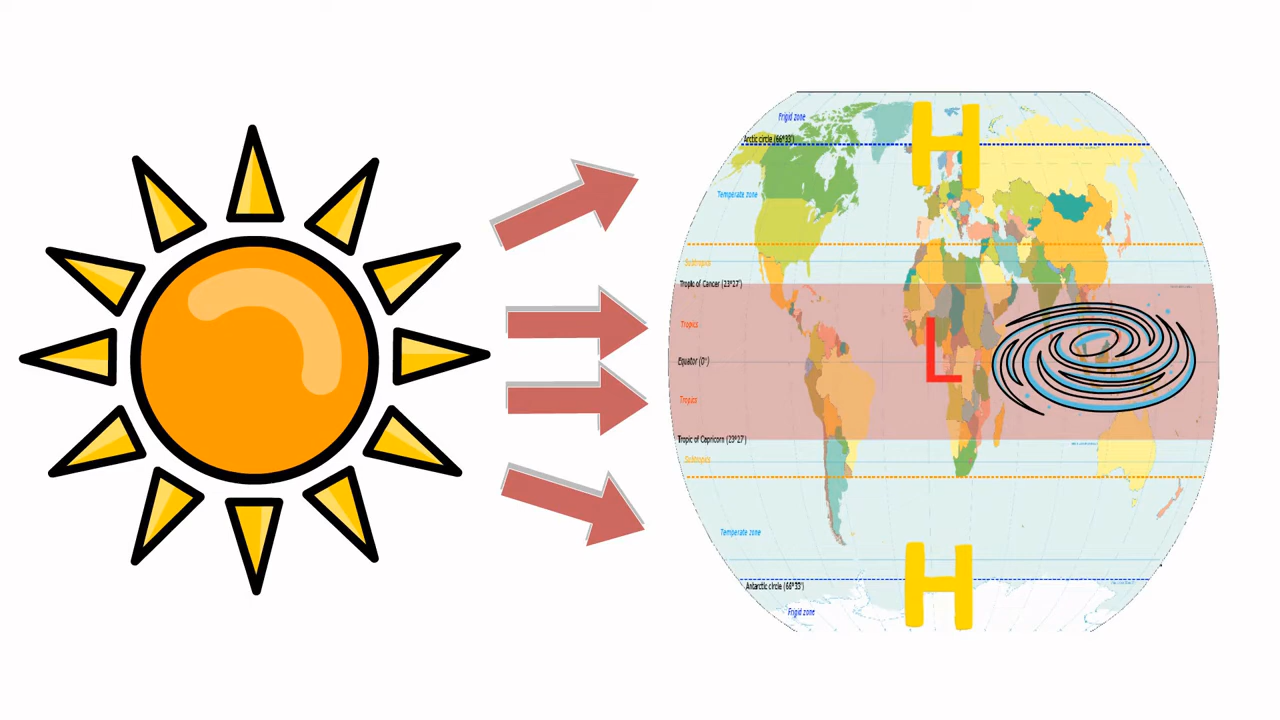 Frigid zone
H
Arctic circle (66°33')
Temperate zone
Subtropics
Tropic of Cancer (23°27')
Tropics
L
Equator (0°)
Tropics
Tropic of Capricorn (23°27')
Subtropics
Temperate zone
H
Antarctic circle (66°33')
Frigid zone